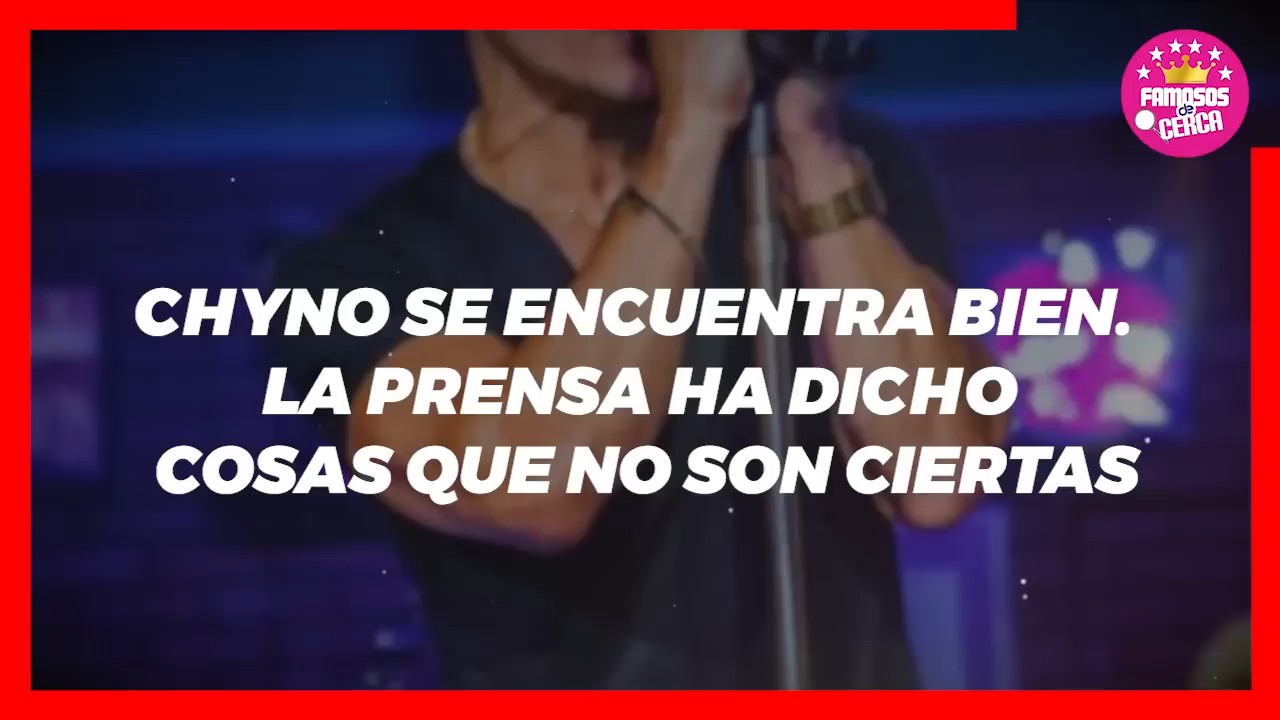 FAMOSOS
de
CERCA
CHYNO SE ENCUENTRA BIEN.
LA PRENSA HA DICHO
COSAS QUE NO SON CIERTAS